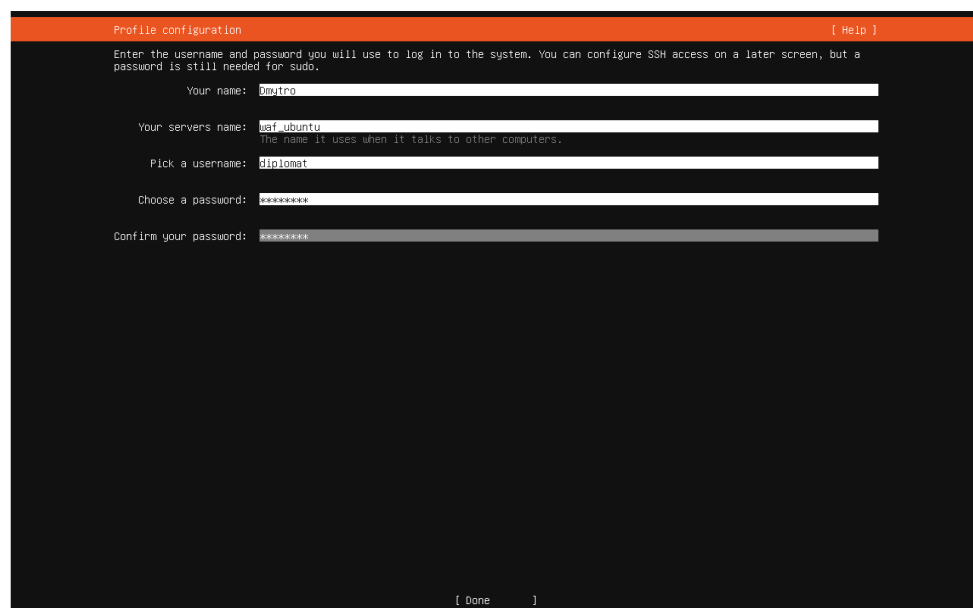 Profile configuration [ Help ]
Enter the username and password you will use to log in to the system. You can configure SSH access on a later screen, but a
password is still needed for sudo.
Your name: Dmytro
Your servers name: waf_ubuntu
The name it uses when it talks to other computers.
Pick a username: diplomat
Choose a password: ********
Confirm your password: ********
[ Done ]